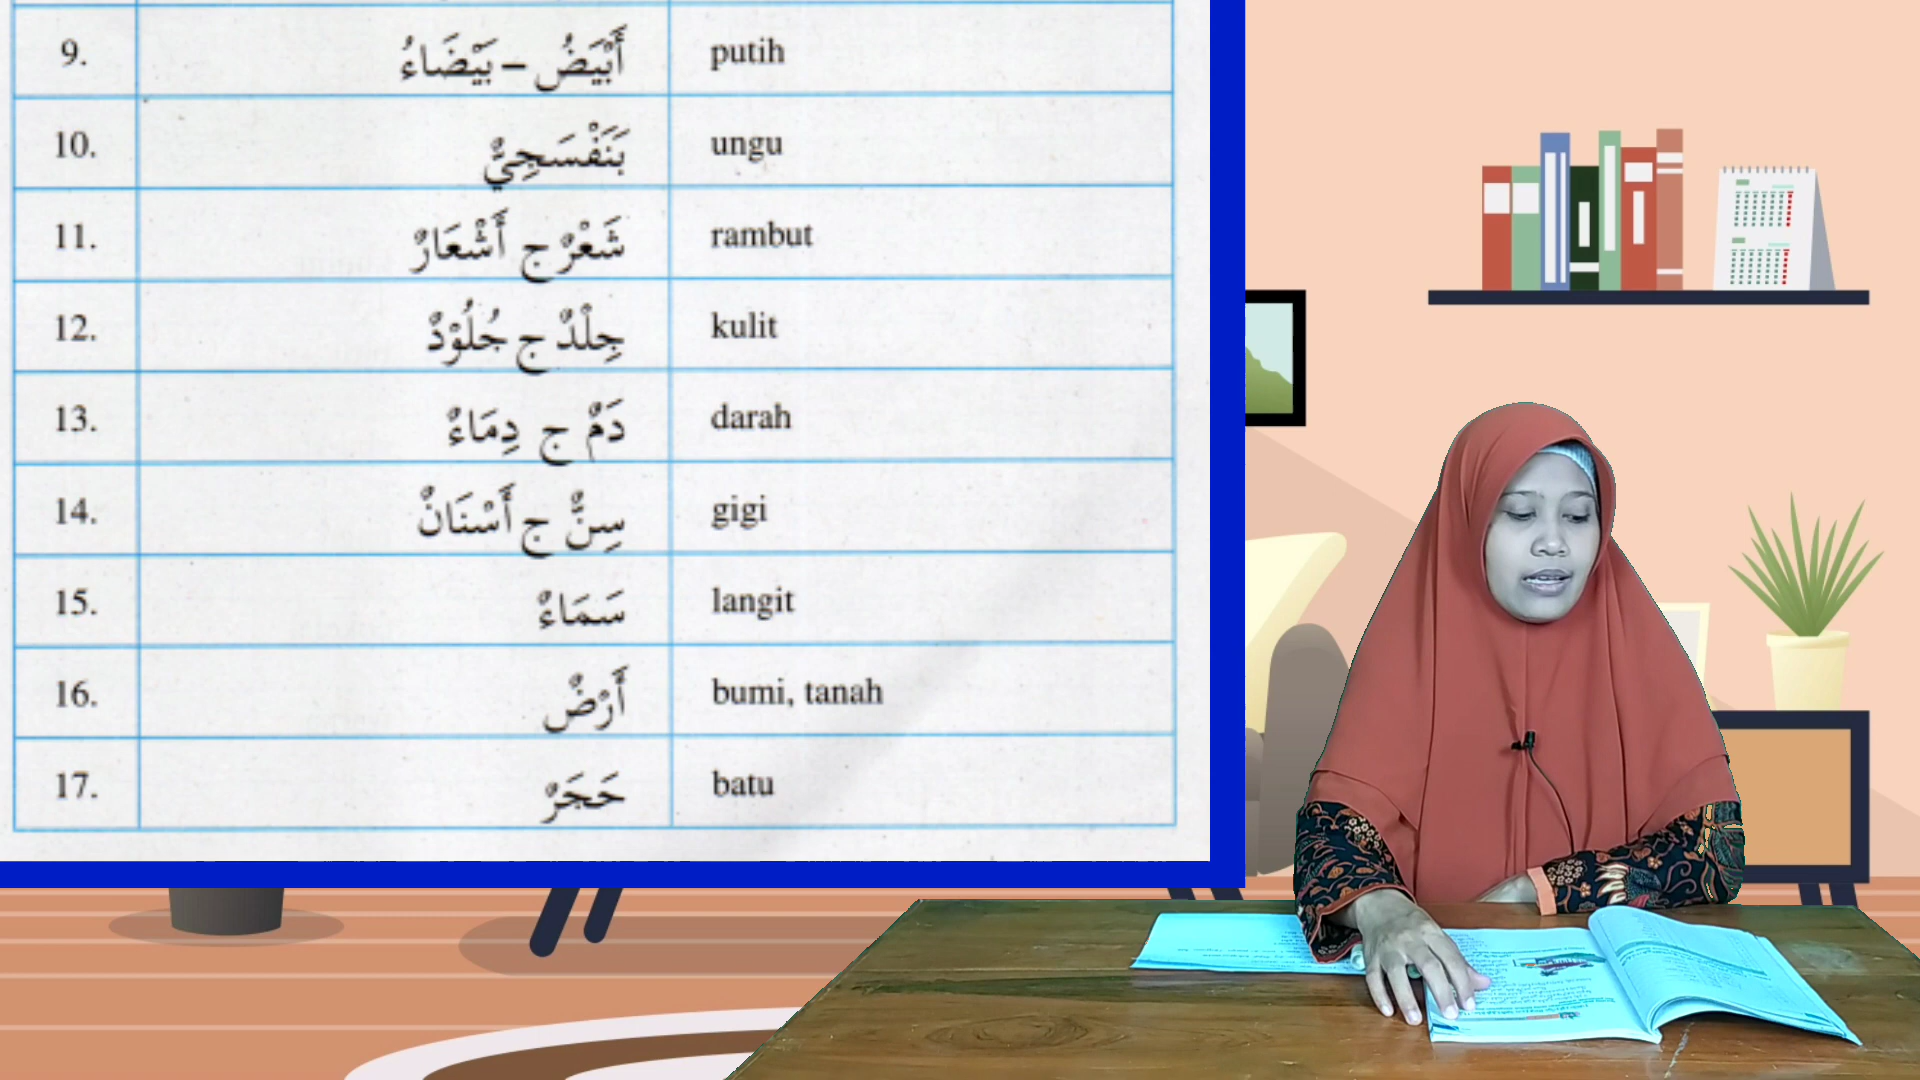 9. أَبْيَضُ – بَيْضَاءُ putih
10. بَنَفْسَجِيٌّ ungu
11. شَعْرٌ ج أَشْعَارٌ rambut
12. جِلْدٌ ج جُلُوْدٌ kulit
13. دَمٌ ج دِمَاءٌ darah
14. سِنٌّ ج أَسْنَانٌ gigi
15. سَمَاءٌ langit
16. أَرْضٌ bumi, tanah
17. حَجَرٌ batu